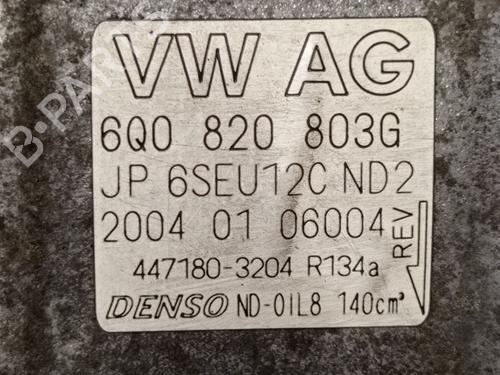 VW AG
6Q0 820 803G
JP 6SEU12C ND2
2004 01 06004
REV
447180-3204 R134a
DENSO ND-OIL8 140cm³
B-PARTS